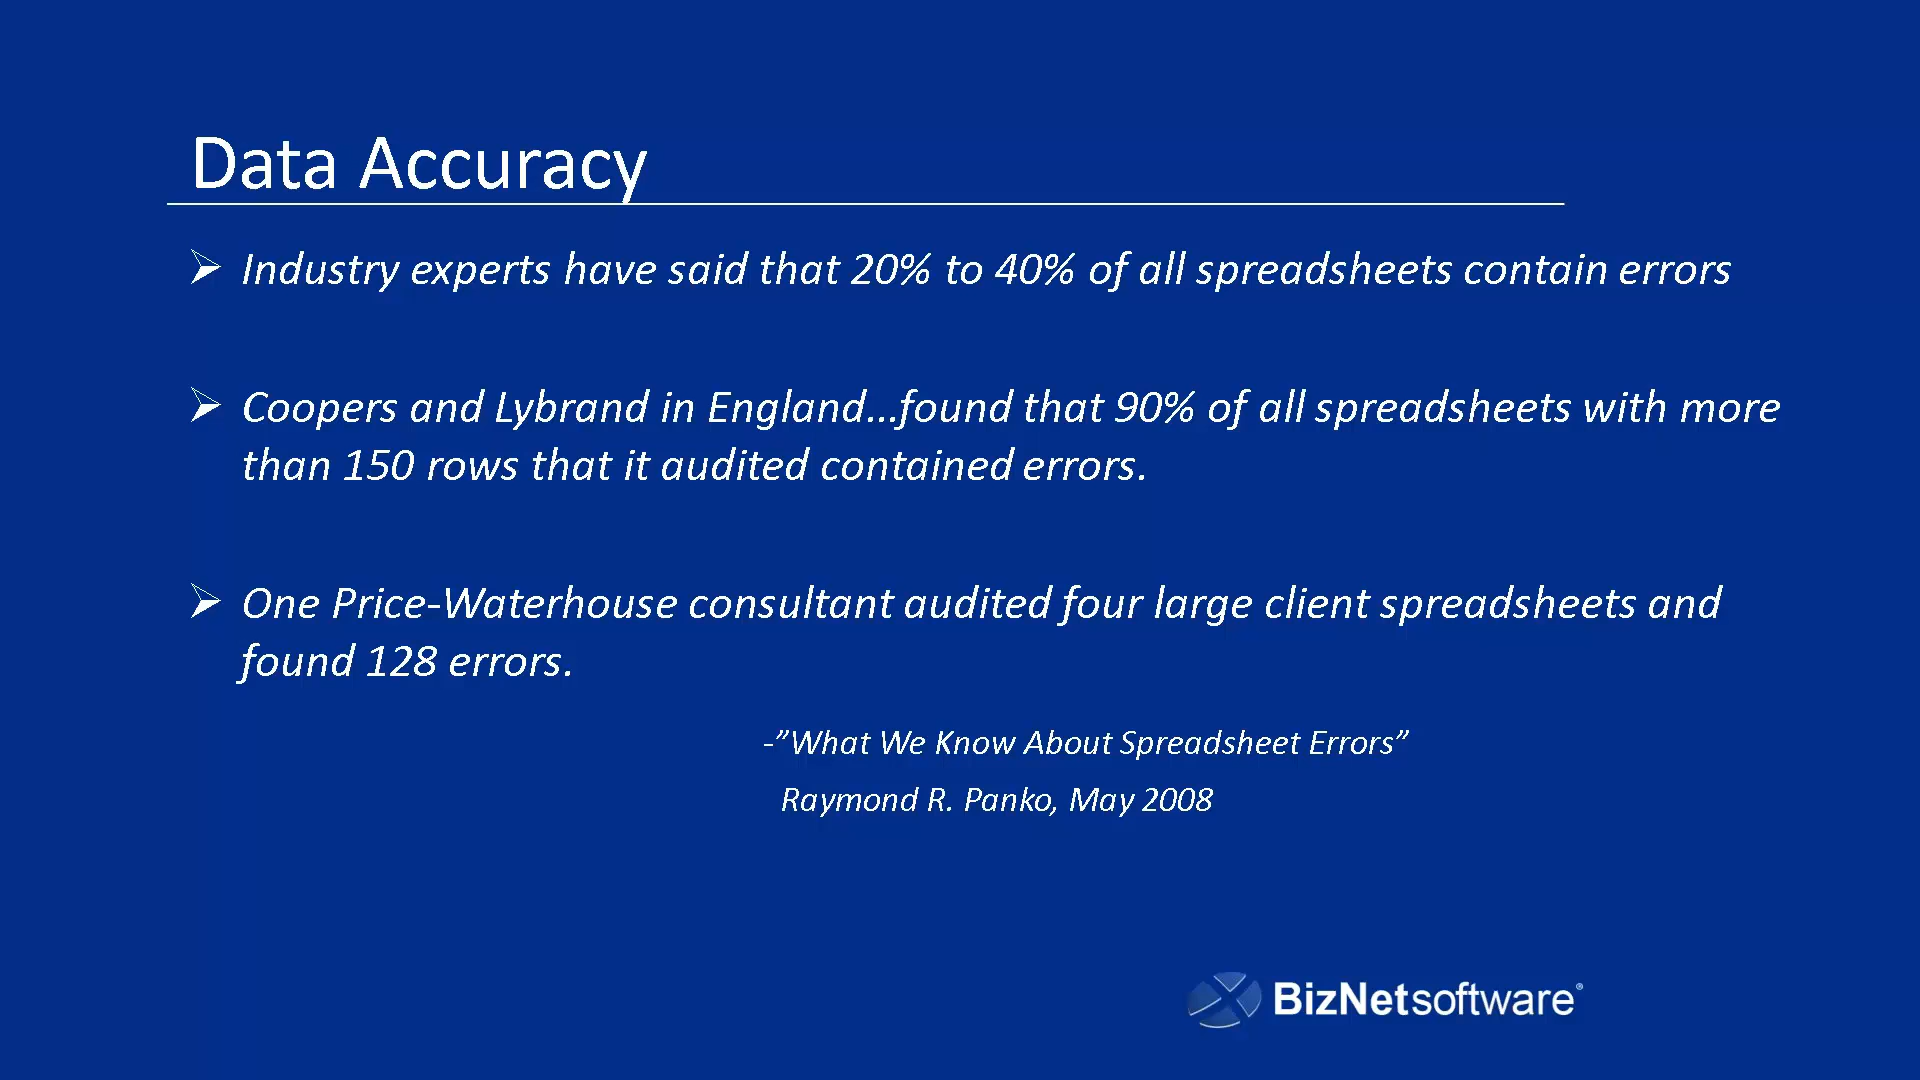 Data Accuracy
➢ Industry experts have said that 20% to 40% of all spreadsheets contain errors
➢ Coopers and Lybrand in England...found that 90% of all spreadsheets with more
than 150 rows that it audited contained errors.
➢ One Price-Waterhouse consultant audited four large client spreadsheets and
found 128 errors.
-”What We Know About Spreadsheet Errors”
Raymond R. Panko, May 2008
BizNetsoftware®